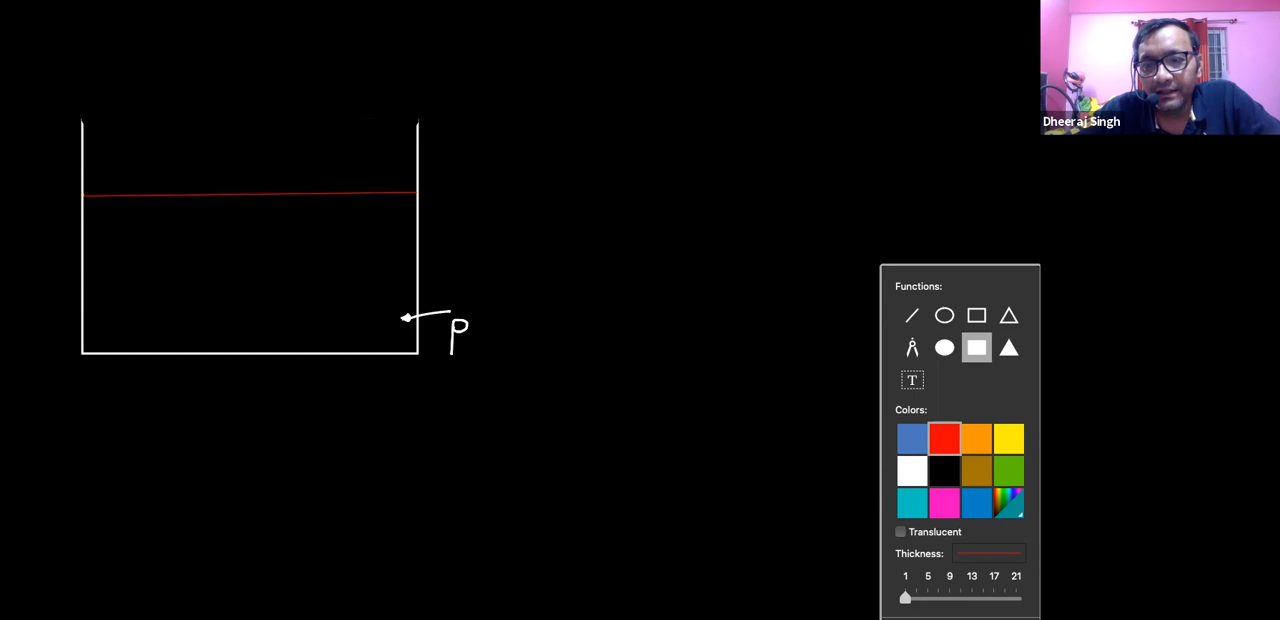 Dheeraj Singh
P
Functions:
T
Colors:
Translucent
Thickness:
1 5 9 13 17 21